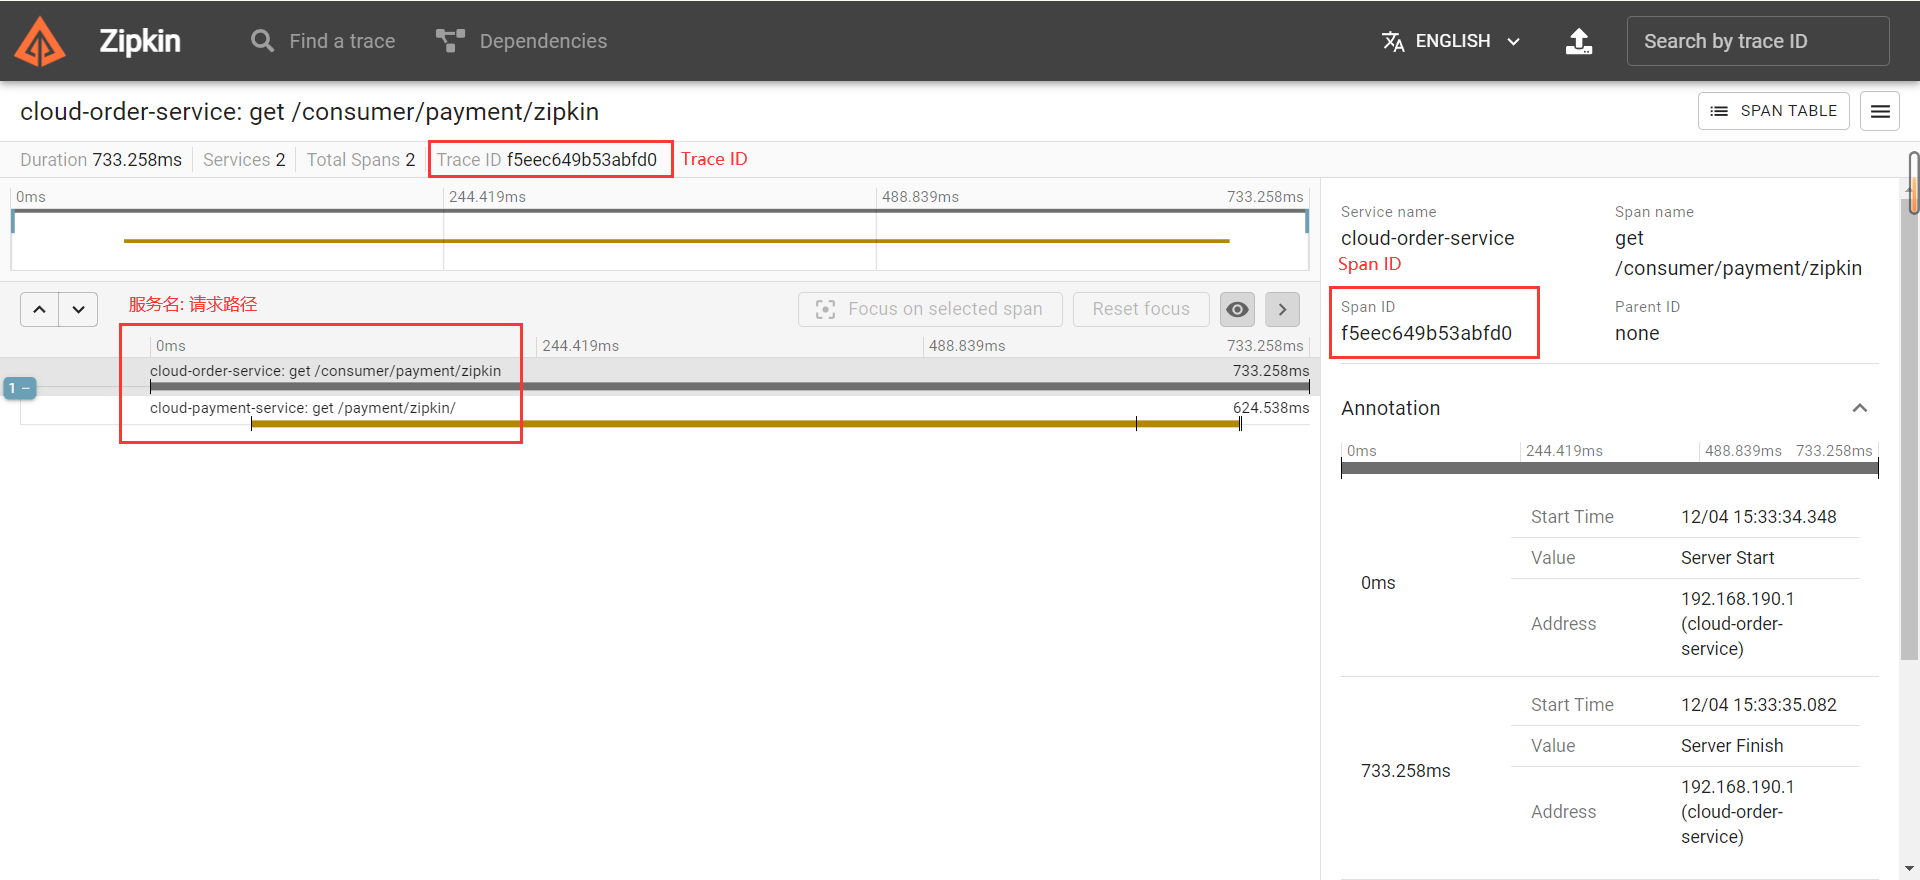 Zipkin
Find a trace
Dependencies
ENGLISH
Search by trace ID
cloud-order-service: get /consumer/payment/zipkin
SPAN TABLE
Duration 733.258ms
Services 2
Total Spans 2
Trace ID f5eec649b53abfd0
Trace ID
0ms
244.419ms
488.839ms
733.258ms
服务名: 请求路径
Focus on selected span
Reset focus
0ms
244.419ms
488.839ms
733.258ms
1 −
cloud-order-service: get /consumer/payment/zipkin
733.258ms
cloud-payment-service: get /payment/zipkin/
624.538ms
Service name
cloud-order-service
Span name
get
/consumer/payment/zipkin
Span ID
Span ID
f5eec649b53abfd0
Parent ID
none
Annotation
0ms
244.419ms
488.839ms
733.258ms
0ms
Start Time
12/04 15:33:34.348
Value
Server Start
Address
192.168.190.1
(cloud-order-
service)
733.258ms
Start Time
12/04 15:33:35.082
Value
Server Finish
Address
192.168.190.1
(cloud-order-
service)